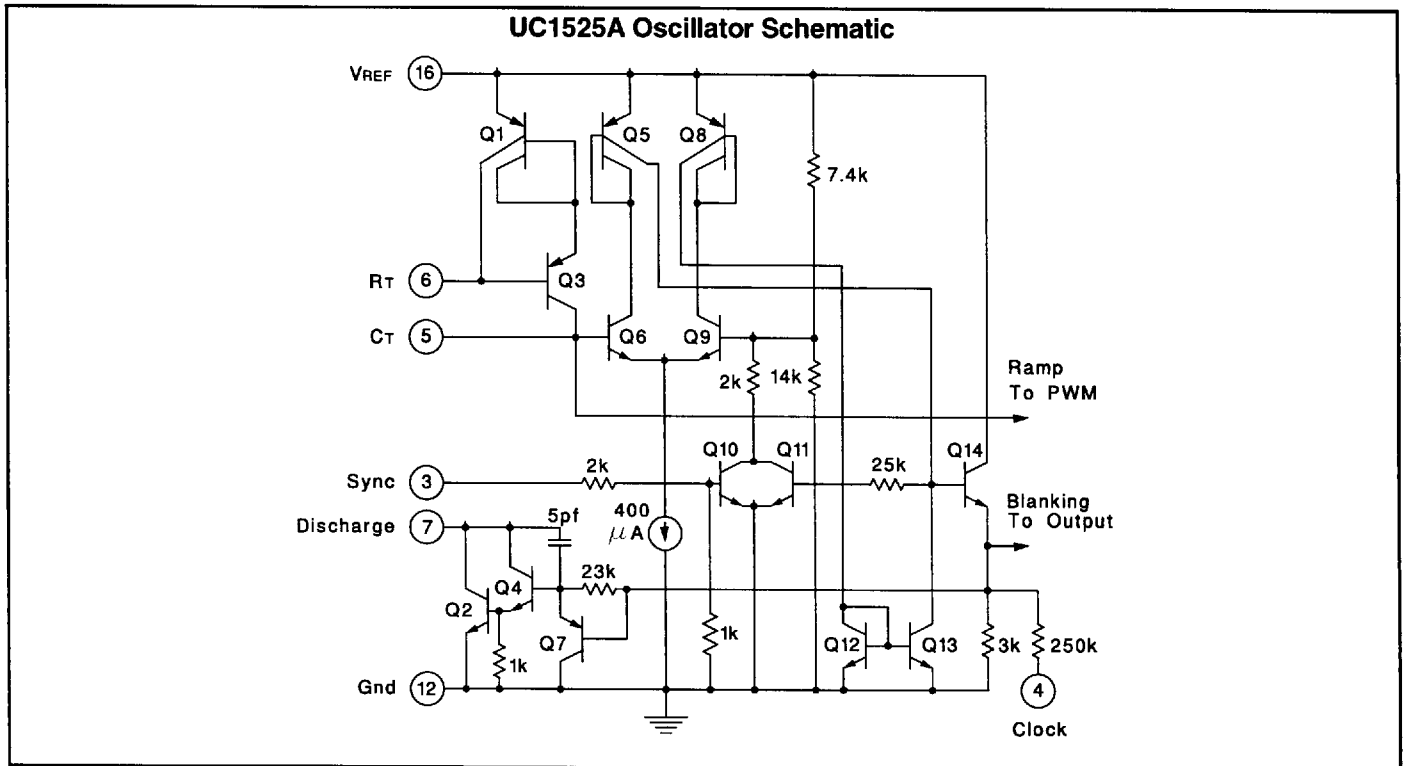 UC1525A Oscillator Schematic
VREF 16
Q1
Q5
Q8
7.4k
RT 6
Q3
CT 5
Q6
Q9
2k
14k
Ramp
To PWM
Q10
Q11
Q14
Sync 3
2k
25k
Discharge 7
5pf
400
μA
Blanking
To Output
Q4
23k
Q2
Q7
1k
1k
Q12
Q13
3k
250k
Gnd 12
4
Clock